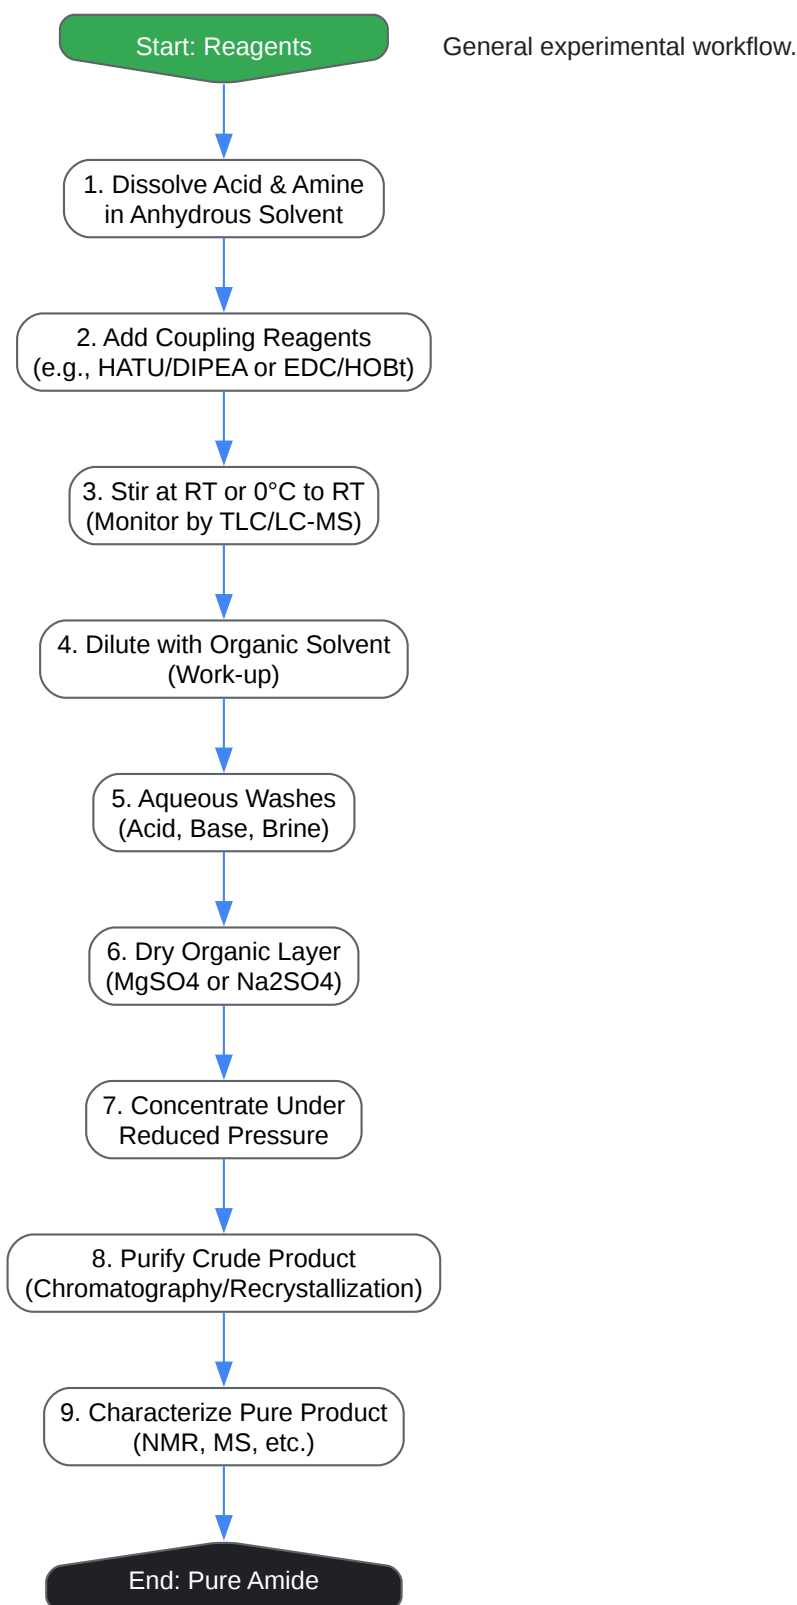 Start: Reagents
General experimental workflow.
1. Dissolve Acid & Amine
in Anhydrous Solvent
2. Add Coupling Reagents
(e.g., HATU/DIPEA or EDC/HOBt)
3. Stir at RT or 0°C to RT
(Monitor by TLC/LC-MS)
4. Dilute with Organic Solvent
(Work-up)
5. Aqueous Washes
(Acid, Base, Brine)
6. Dry Organic Layer
(MgSO4 or Na2SO4)
7. Concentrate Under
Reduced Pressure
8. Purify Crude Product
(Chromatography/Recrystallization)
9. Characterize Pure Product
(NMR, MS, etc.)
End: Pure Amide